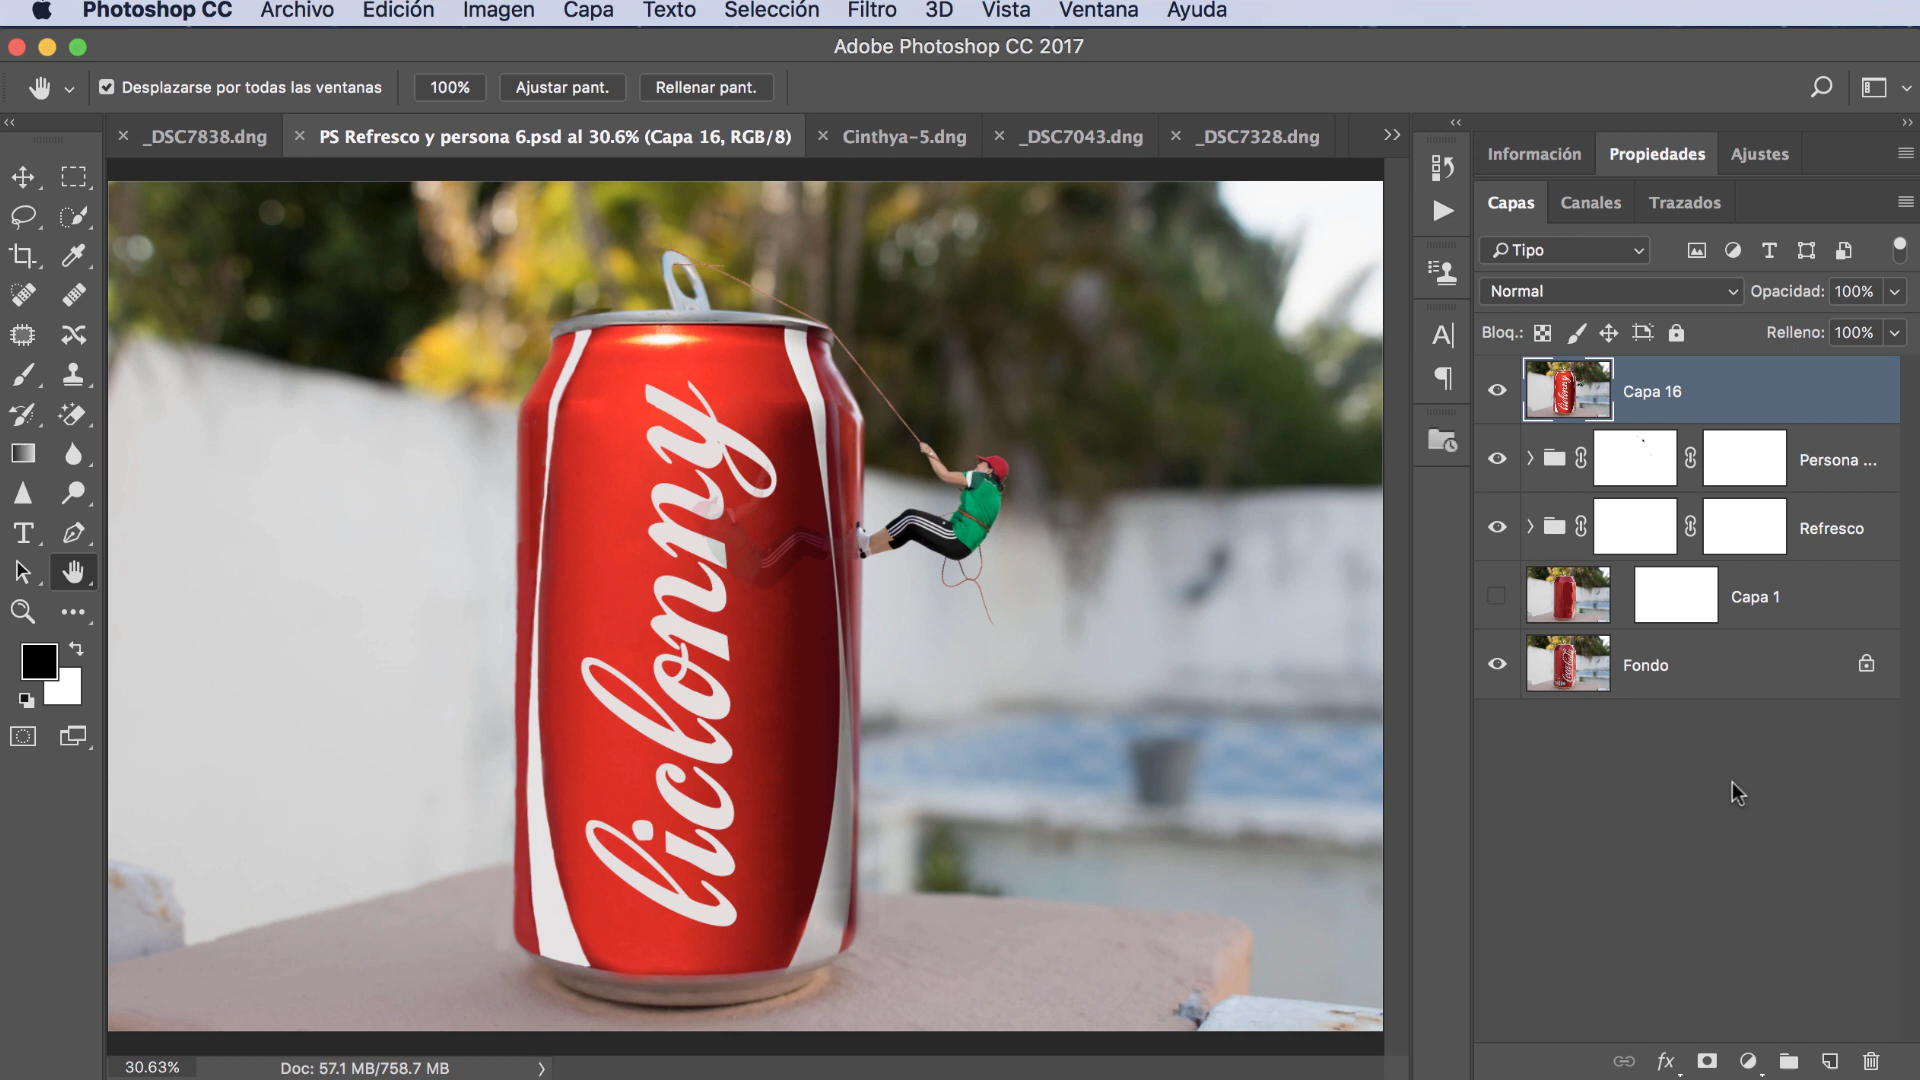 Photoshop CC Archivo Edición Imagen Capa Texto Selección Filtro 3D Vista Ventana Ayuda
Adobe Photoshop CC 2017
Desplazarse por todas las ventanas 100% Ajustar pant. Rellenar pant.
_DSC7838.dng PS Refresco y persona 6.psd al 30.6% (Capa 16, RGB/8) Cinthya-5.dng _DSC7043.dng _DSC7328.dng
Información Propiedades Ajustes
Capas Canales Trazados
Tipo
Normal Opacidad: 100%
Bloq.: Relleno: 100%
Capa 16
Persona ...
Refresco
Capa 1
Fondo
liclonny
30.63% Doc: 57.1 MB/758.7 MB